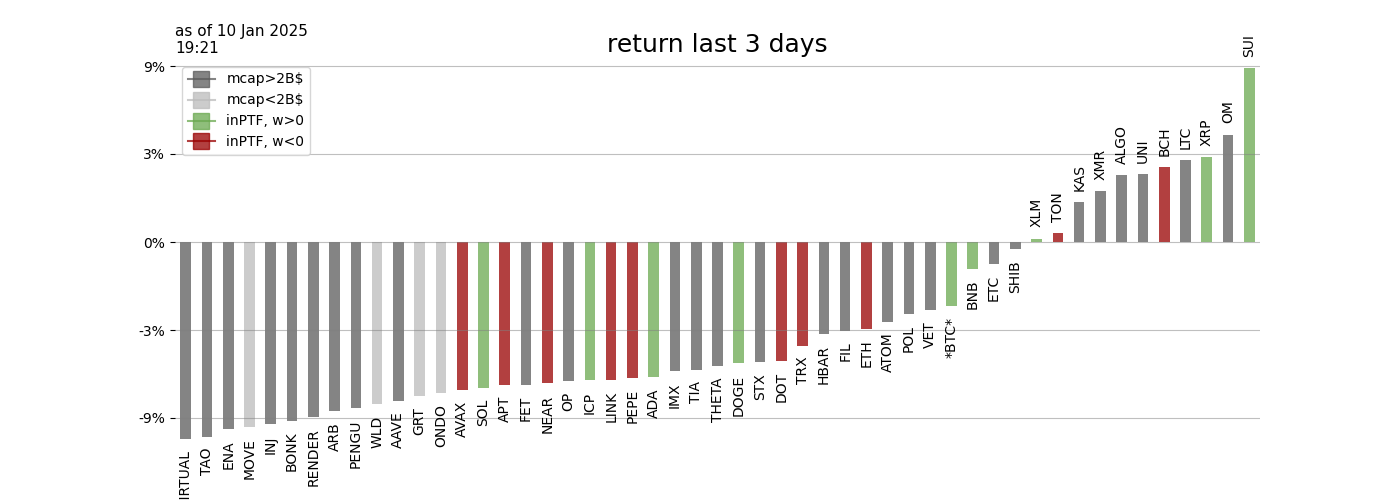 as of 10 Jan 2025
19:21
return last 3 days
9%
3%
0%
-3%
-9%
mcap>2B$
mcap<2B$
inPTF, w>0
inPTF, w<0
IRTUAL
TAO
ENA
MOVE
INJ
BONK
RENDER
ARB
PENGU
WLD
AAVE
GRT
ONDO
AVAX
SOL
APT
FET
NEAR
OP
ICP
LINK
PEPE
ADA
IMX
TIA
THETA
DOGE
STX
DOT
TRX
HBAR
FIL
ETH
ATOM
POL
VET
*BTC*
BNB
ETC
SHIB
XLM
TON
KAS
XMR
ALGO
UNI
BCH
LTC
XRP
OM
SUI